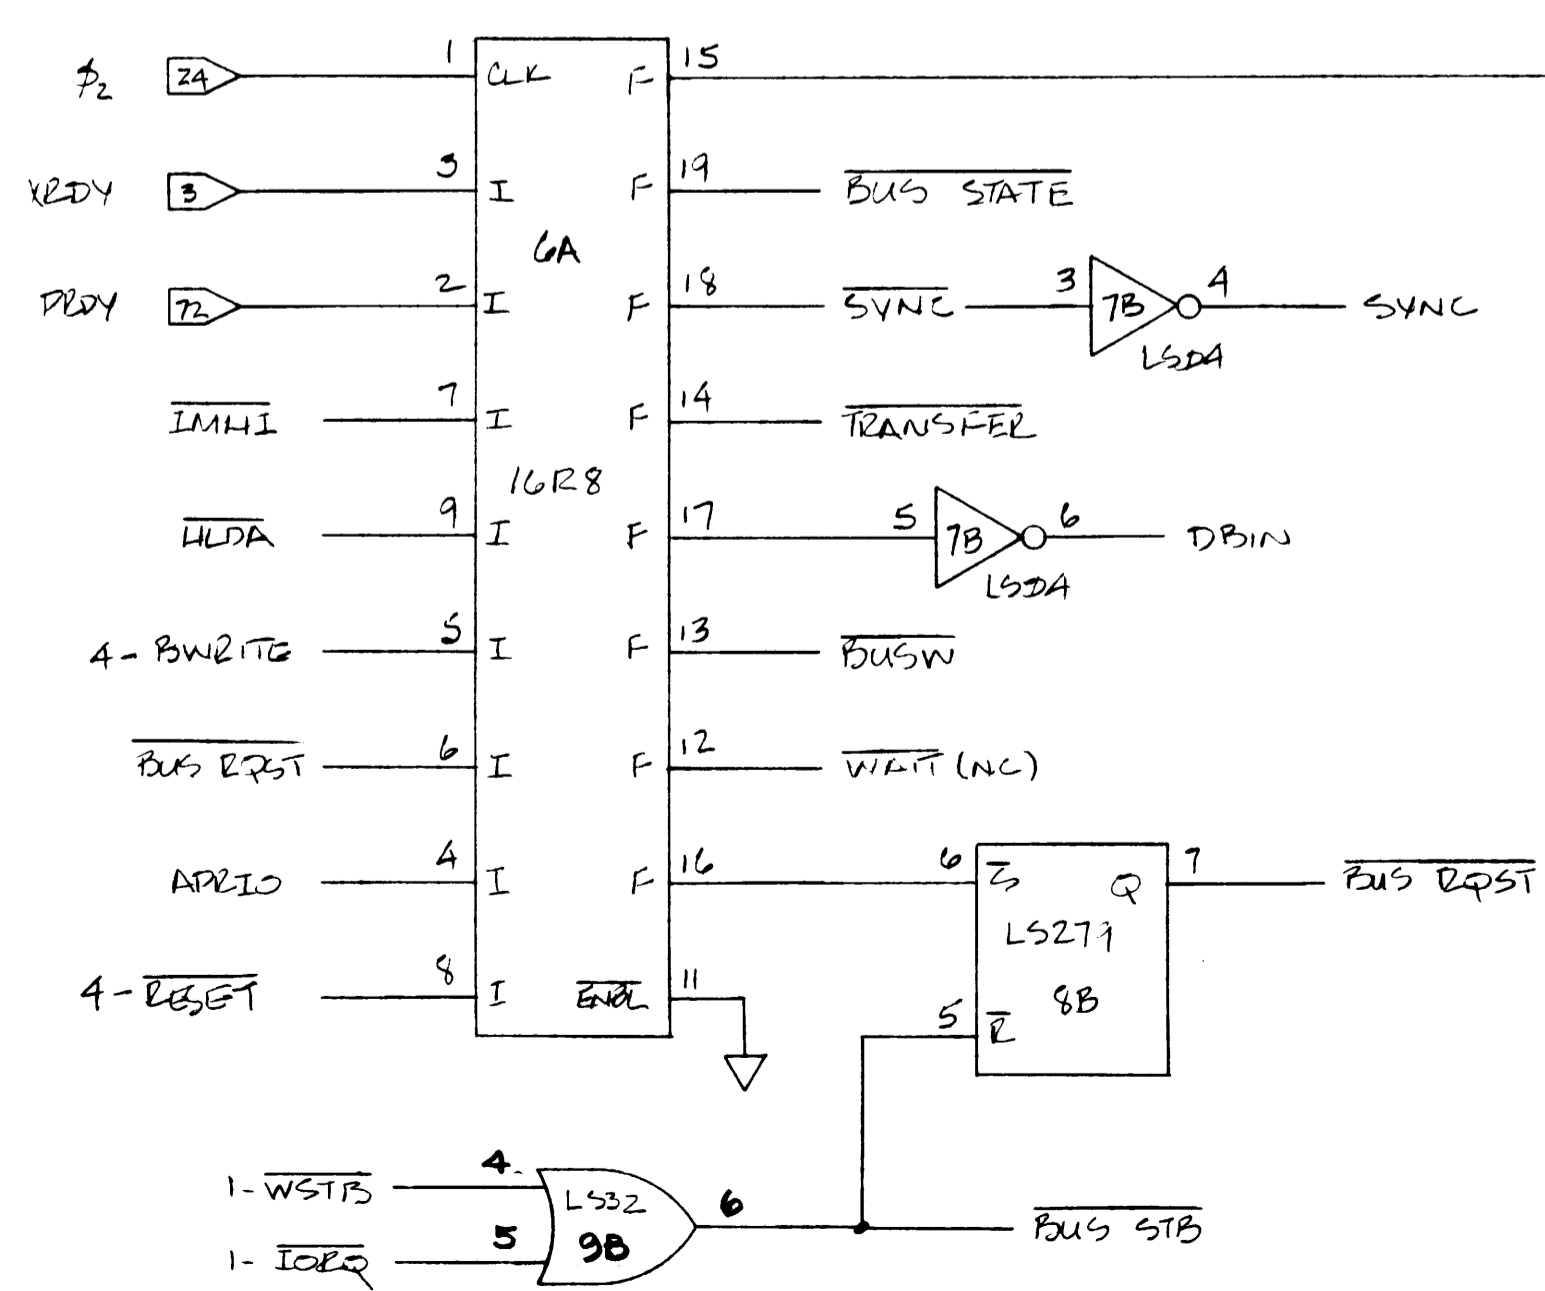 1 15
φ2 24 CLK F
3 19
XRDY 3 I F BUS STATE
6A
2 18 3 4
PRDY 72 I F SYNC 7B SYNC
LS04
7 14
IMHI I F TRANSFER
16R8
9 17 5 6
HLDA I F 7B DBIN
LS04
5 13
4- BWRITE I F BUSW
6 12
BUS RQST I F WAIT (NC)
4 16 6 7
APRIO I F S Q BUS RQST
LS279
8 11
4- RESET I ENBL 8B
5 R
4 6
1- WSTB LS32
5 9B BUS STB
1- IORQ